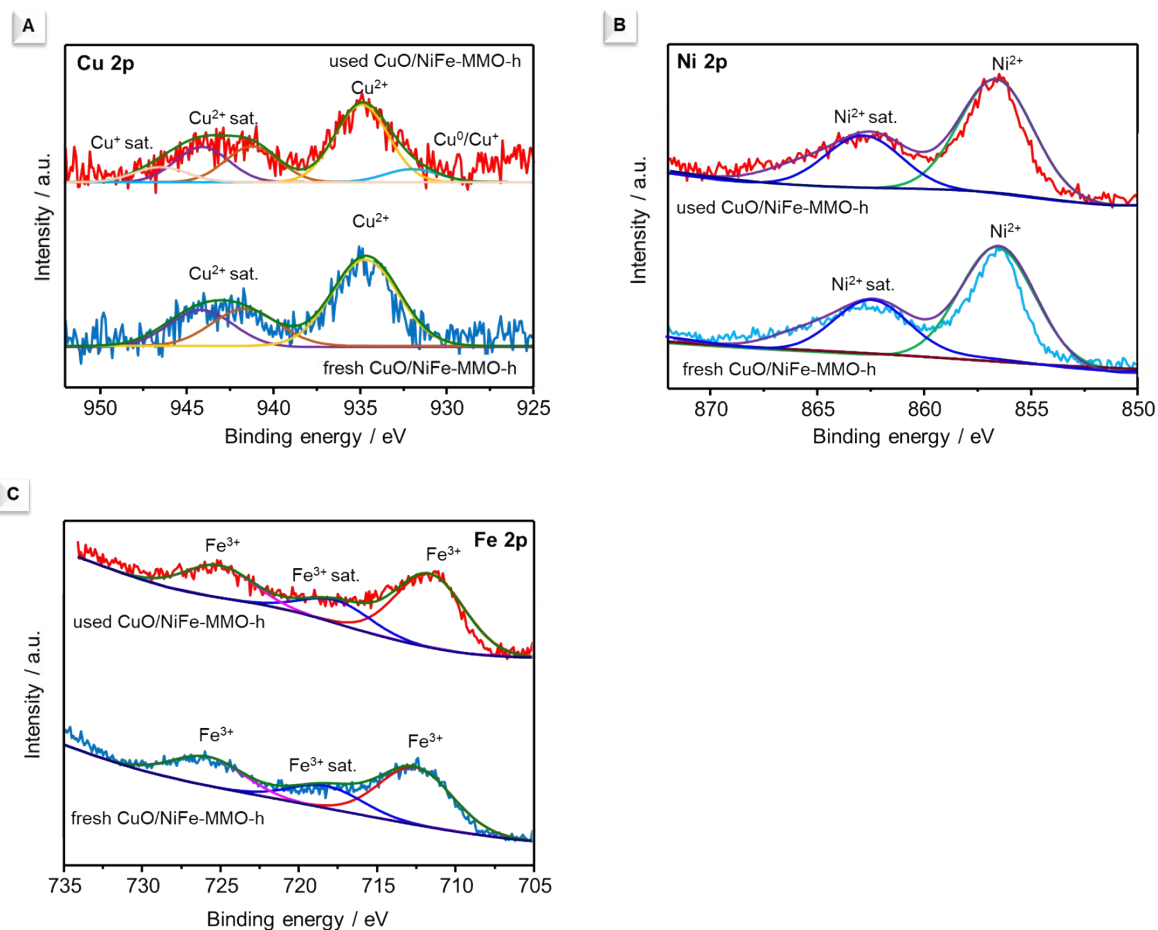 A
Cu 2p
used CuO/NiFe-MMO-h
Cu²⁺
Cu²⁺ sat.
Cu⁺ sat.
Cu⁰/Cu⁺
Cu²⁺
Cu²⁺ sat.
fresh CuO/NiFe-MMO-h
Intensity / a.u.
950 945 940 935 930 925
Binding energy / eV
B
Ni 2p
Ni²⁺
Ni²⁺ sat.
used CuO/NiFe-MMO-h
Ni²⁺
Ni²⁺ sat.
fresh CuO/NiFe-MMO-h
Intensity / a.u.
870 865 860 855 850
Binding energy / eV
C
Fe 2p
Fe³⁺
Fe³⁺
Fe³⁺ sat.
used CuO/NiFe-MMO-h
Fe³⁺
Fe³⁺
Fe³⁺ sat.
fresh CuO/NiFe-MMO-h
Intensity / a.u.
735 730 725 720 715 710 705
Binding energy / eV